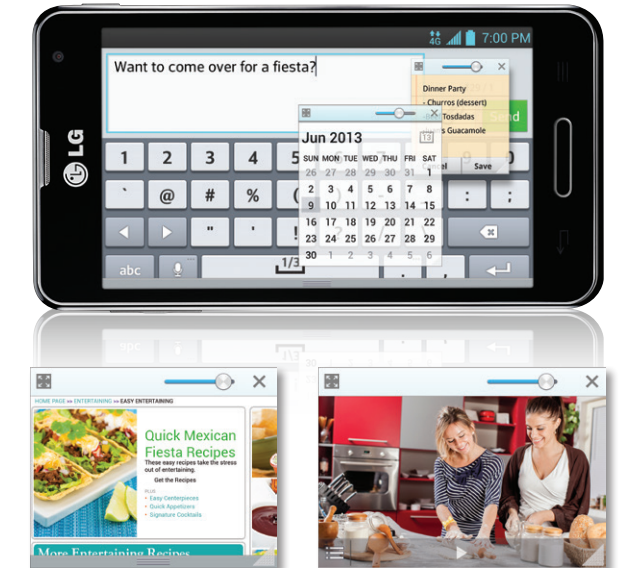 4G 7:00 PM
Want to come over for a fiesta?
Dinner Party
- Churros (dessert)
Tosdadas
Guacamole
Send
Save
LG
Jun 2013
13
SUN MON TUE WED THU FRI SAT
26 27 28 29 30 31 1
2 3 4 5 6 7 8
9 10 11 12 13 14 15
16 17 18 19 20 21 22
23 24 25 26 27 28 29
30 1 2 3 4 5 6
1 2 3 4 5 9 0
` @ # % ( : ;
" ' ! ?
abc 1/3 . ,
HOME PAGE >> ENTERTAINING >> EASY ENTERTAINING
Quick Mexican
Fiesta Recipes
These easy recipes take the stress
out of entertaining.
Get the Recipes
PLUS
• Easy Centerpieces
• Quick Appetizers
• Signature Cocktails
More Entertaining Recipes